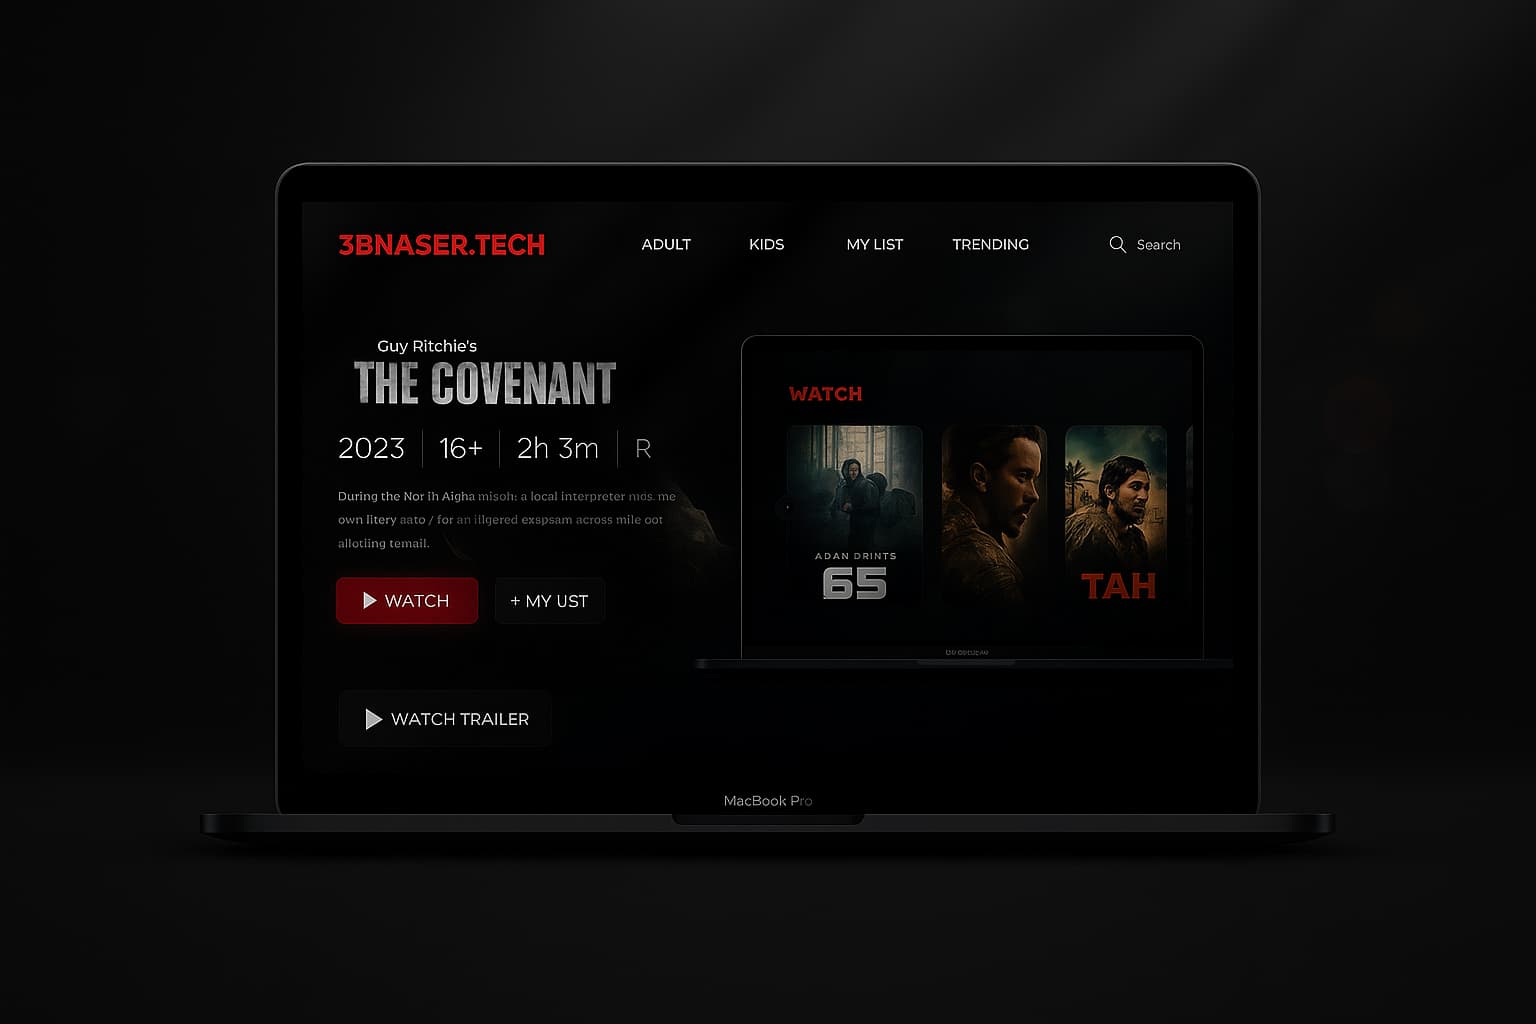 3BNASER.TECH
ADULT
KIDS
MY LIST
TRENDING
Search
Guy Ritchie's
THE COVENANT
2023 | 16+ | 2h 3m | R
During the Nor ih Aigha misoh: a local interpreter me
own litery aato / for an illgered exspsam across mile oot
allotling temail.
WATCH
+ MY UST
WATCH TRAILER
WATCH
ADAN DRINTS
65
TAH
MacBook Pro